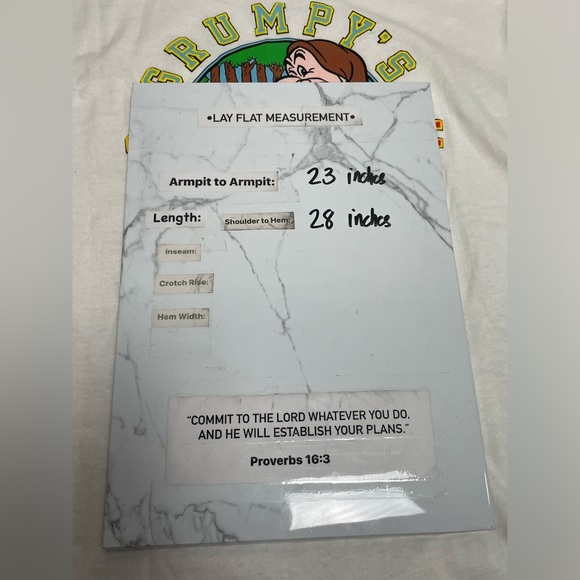 GRUMPY'S
•LAY FLAT MEASUREMENT•
Armpit to Armpit: 23 inches
Length: Shoulder to Hem: 28 inches
Inseam:
Crotch Rise:
Hem Width:
"COMMIT TO THE LORD WHATEVER YOU DO,
AND HE WILL ESTABLISH YOUR PLANS."
Proverbs 16:3